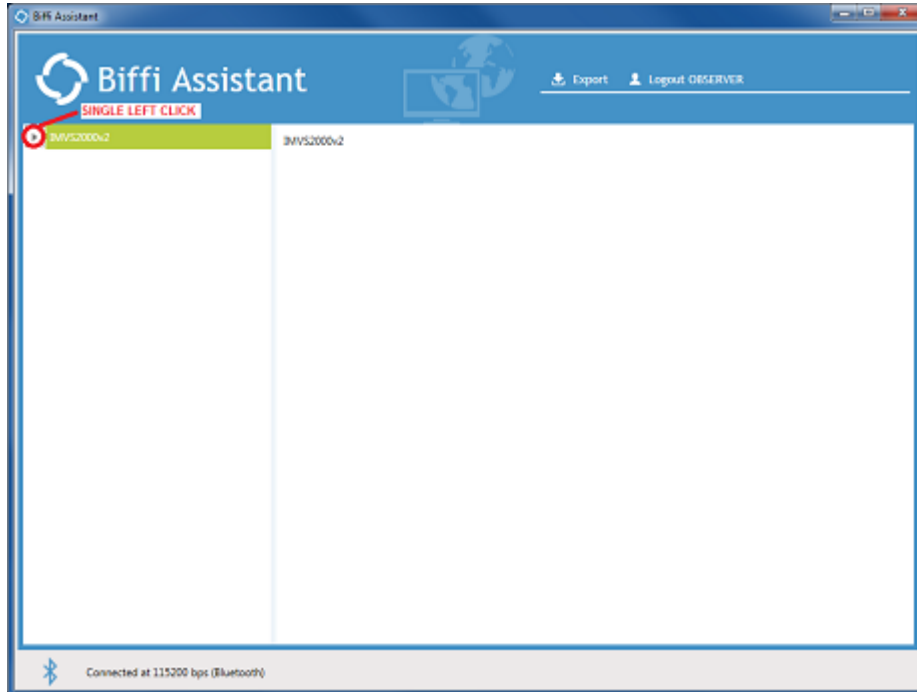 Biffi Assistant
Biffi Assistant
Export Logout OBSERVER
SINGLE LEFT CLICK
IMVS2000v2
IMVS2000v2
Connected at 115200 bps (Bluetooth)